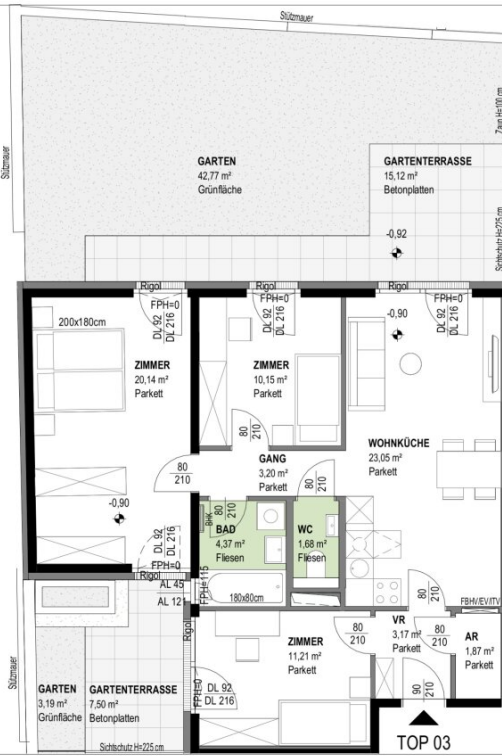 Stützmauer
Stützmauer
Zaun H=100 cm
GARTEN
42,77 m²
Grünfläche
GARTENTERRASSE
15,12 m²
Betonplatten
Sichtschutz H=225 cm
-0,92
Rigol
Rigol
Rigol
FPH=0
DL 92
DL 216
FPH=0
DL 92
DL 216
FPH=0
DL 92
DL 216
-0,90
200x180cm
ZIMMER
20,14 m²
Parkett
ZIMMER
10,15 m²
Parkett
80
210
WOHNKÜCHE
23,05 m²
Parkett
GANG
3,20 m²
Parkett
80
210
80
210
80
210
-0,90
BHK
BAD
4,37 m²
Fliesen
WC
1,68 m²
Fliesen
DL 92
DL 216
FPH=0
Rigol
AL 45
AL 121
FPH=115
180x80cm
80
210
FBHV/EV/ITV
Rigol
ZIMMER
11,21 m²
Parkett
80
210
VR
3,17 m²
Parkett
80
210
AR
1,87 m²
Parkett
Stützmauer
GARTEN
3,19 m²
Grünfläche
GARTENTERRASSE
7,50 m²
Betonplatten
FPH=0
DL 92
DL 216
90
210
Sichtschutz H=225 cm
TOP 03